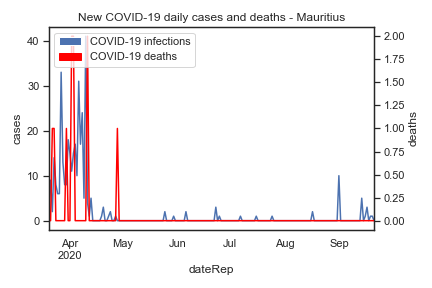 New COVID-19 daily cases and deaths - Mauritius
COVID-19 infections
COVID-19 deaths
40
30
20
10
0
cases
2.00
1.75
1.50
1.25
1.00
0.75
0.50
0.25
0.00
deaths
Apr May Jun Jul Aug Sep
2020
dateRep